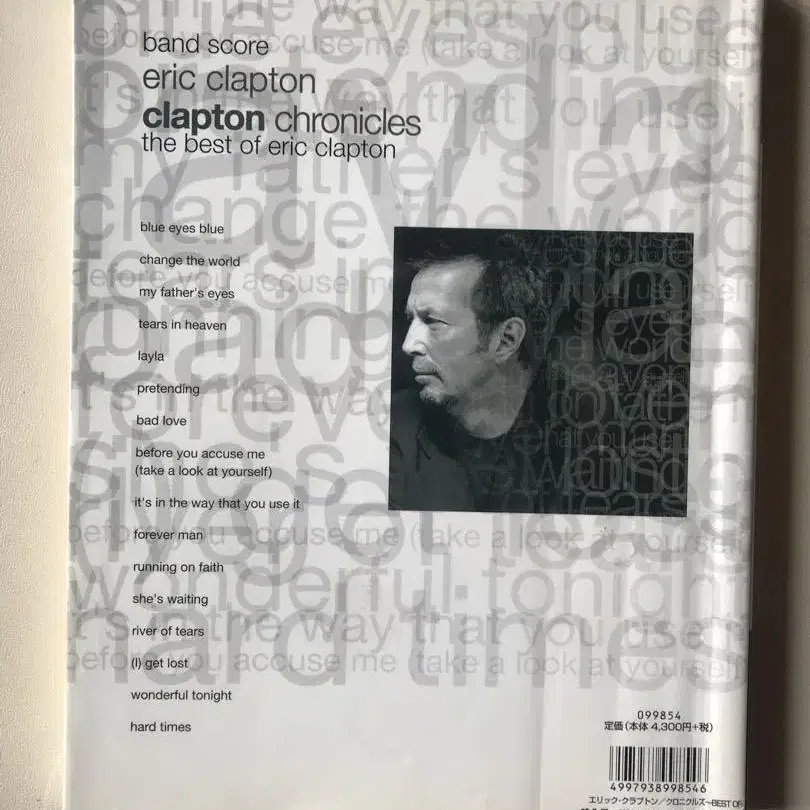 band score
eric clapton
clapton chronicles
the best of eric clapton
blue eyes blue
change the world
my father's eyes
tears in heaven
layla
pretending
bad love
before you accuse me
(take a look at yourself)
it's in the way that you use it
forever man
running on faith
she's waiting
river of tears
(I) get lost
wonderful tonight
hard times
099854
定価(本体 4,300円+税)
4997938998546
エリック・クラプトン/クロニクルズ~BEST OF